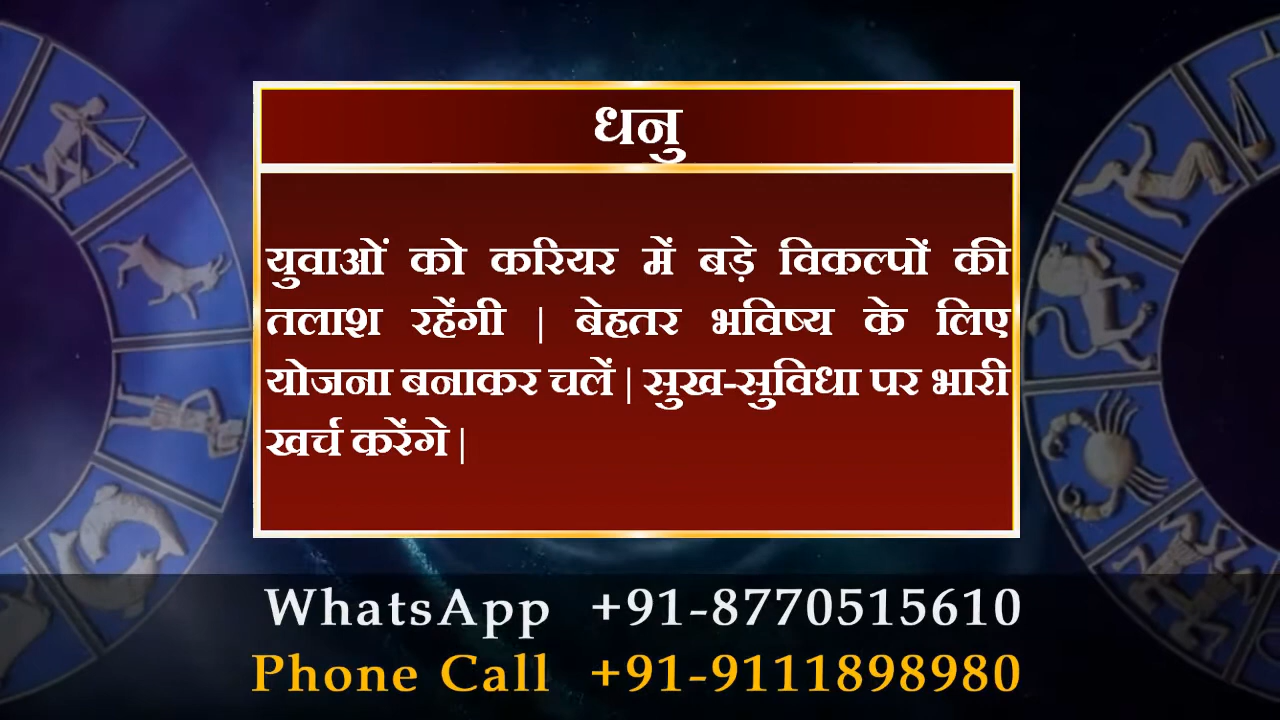 धनु
युवाओं को करियर में बड़े विकल्पों की
तलाश रहेंगी | बेहतर भविष्य के लिए
योजना बनाकर चलें | सुख-सुविधा पर भारी
खर्च करेंगे |
WhatsApp +91-8770515610
Phone Call +91-9111898980